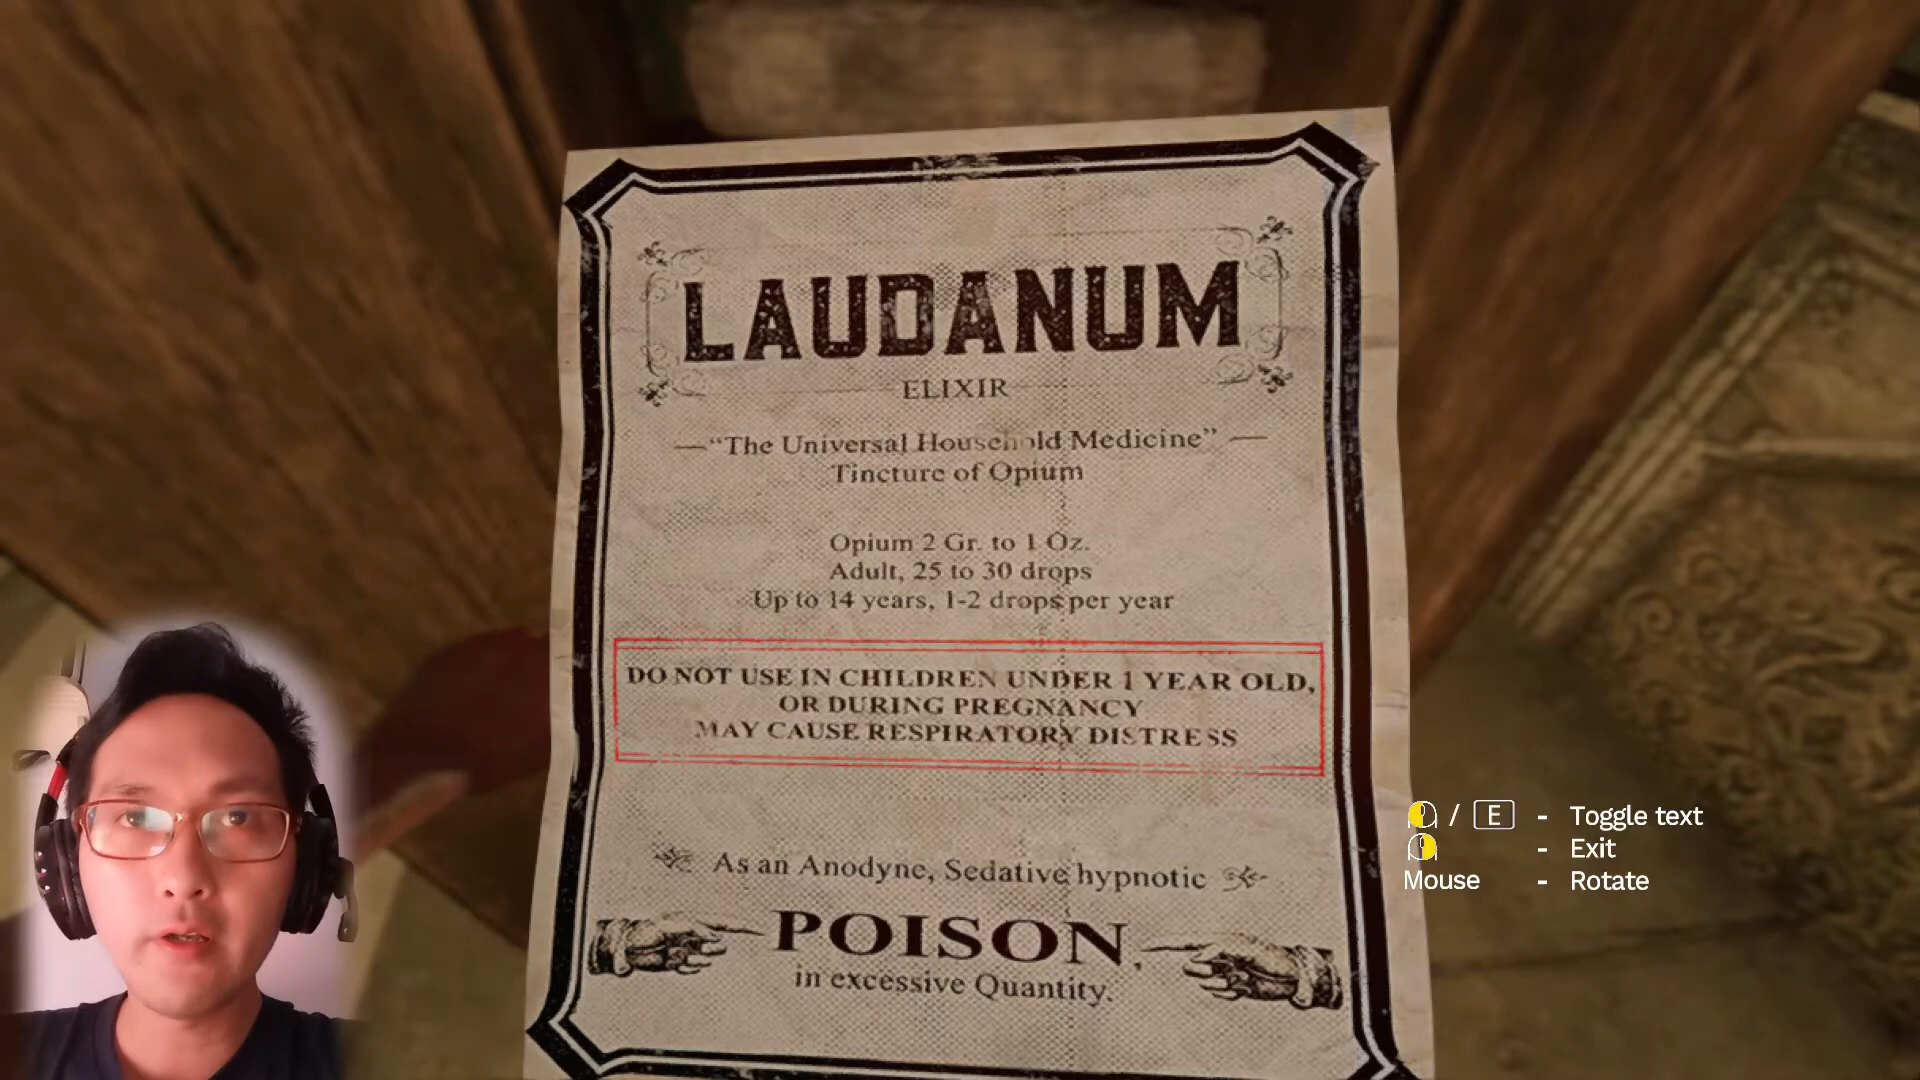 LAUDANUM
ELIXIR
—"The Universal Household Medicine"—
Tincture of Opium
Opium 2 Gr. to 1 Oz.
Adult, 25 to 30 drops
Up to 14 years, 1-2 drops per year
DO NOT USE IN CHILDREN UNDER 1 YEAR OLD,
OR DURING PREGNANCY
MAY CAUSE RESPIRATORY DISTRESS
As an Anodyne, Sedative hypnotic
POISON,
in excessive Quantity.
/ E - Toggle text
- Exit
Mouse - Rotate